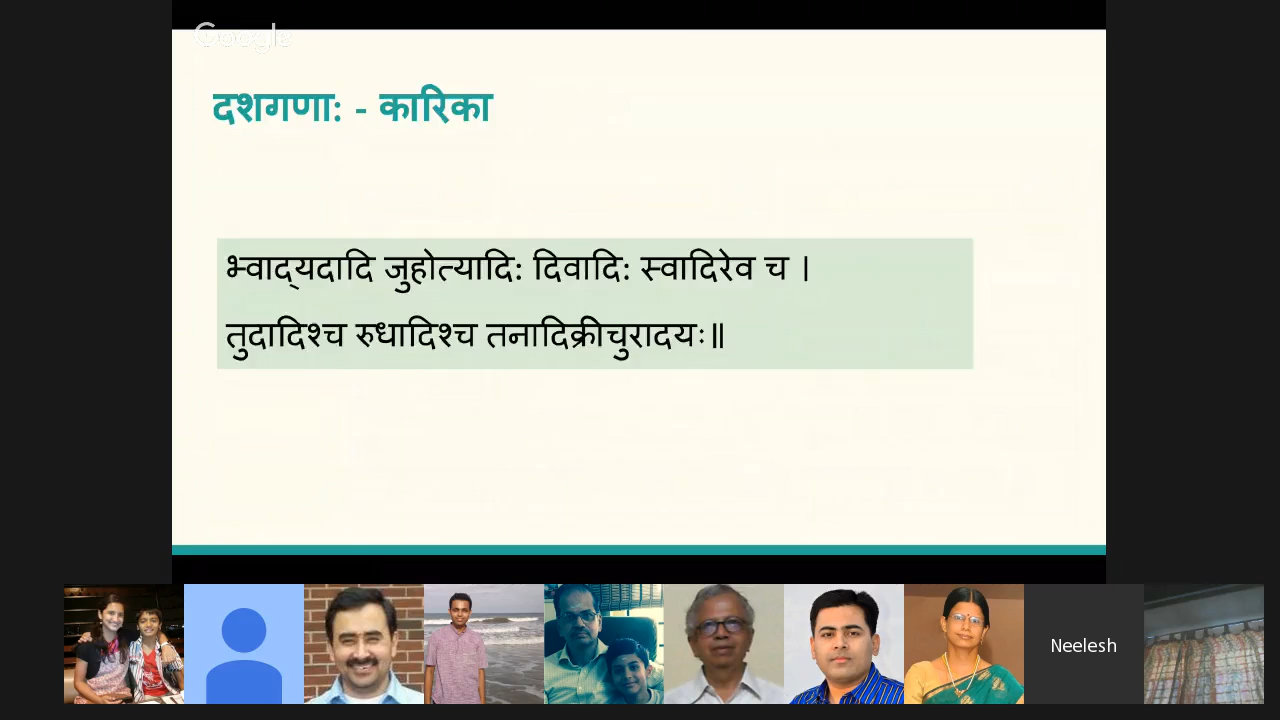 Google
दशगणा: - कारिका
भ्वाद्यदादि जुहोत्यादि: दिवादि: स्वादिरेव च ।
तुदादिश्च रुधादिश्च तनादिक्रीचुरादयः॥
Neelesh